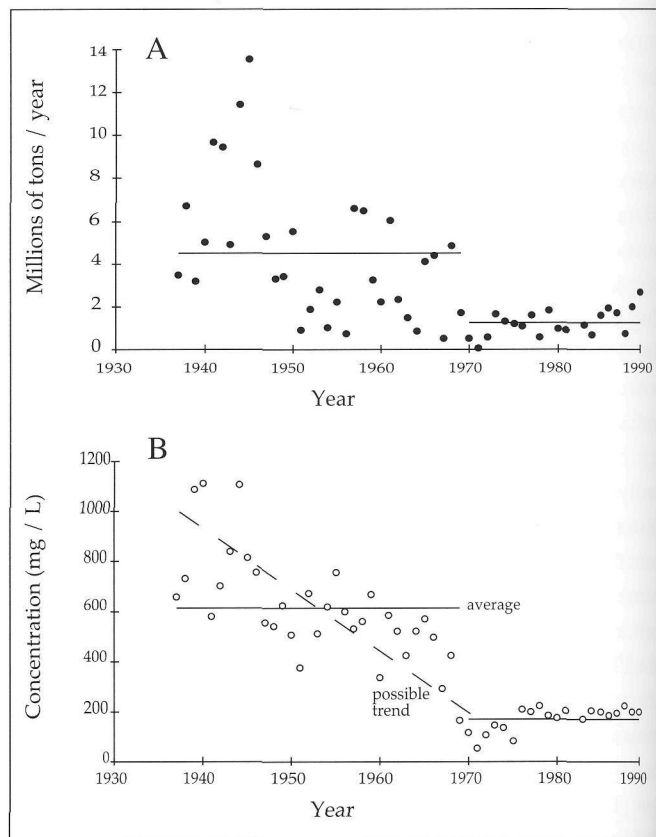 A
14
12
10
8
6
4
2
0
Millions of tons / year
1930 1940 1950 1960 1970 1980 1990
Year
B
1200
1000
800
600
400
200
0
Concentration (mg / L)
average
possible
trend
1930 1940 1950 1960 1970 1980 1990
Year